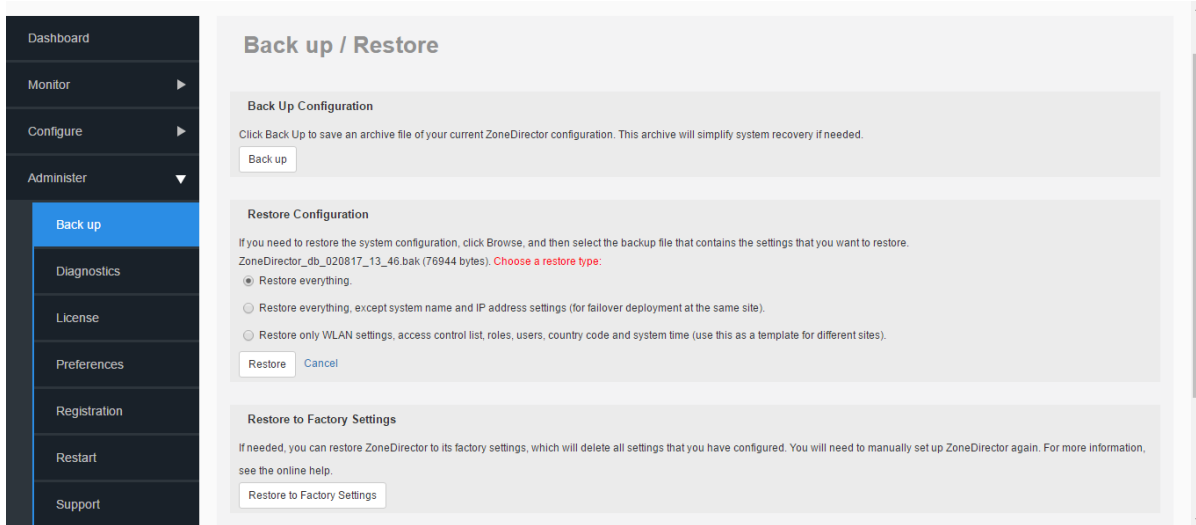 Dashboard
Monitor
Configure
Administer
Back up
Diagnostics
License
Preferences
Registration
Restart
Support
Back up / Restore
Back Up Configuration
Click Back Up to save an archive file of your current ZoneDirector configuration. This archive will simplify system recovery if needed.
Back up
Restore Configuration
If you need to restore the system configuration, click Browse, and then select the backup file that contains the settings that you want to restore.
ZoneDirector_db_020817_13_46.bak (76944 bytes). Choose a restore type:
Restore everything.
Restore everything, except system name and IP address settings (for failover deployment at the same site).
Restore only WLAN settings, access control list, roles, users, country code and system time (use this as a template for different sites).
Restore Cancel
Restore to Factory Settings
If needed, you can restore ZoneDirector to its factory settings, which will delete all settings that you have configured. You will need to manually set up ZoneDirector again. For more information,
see the online help.
Restore to Factory Settings